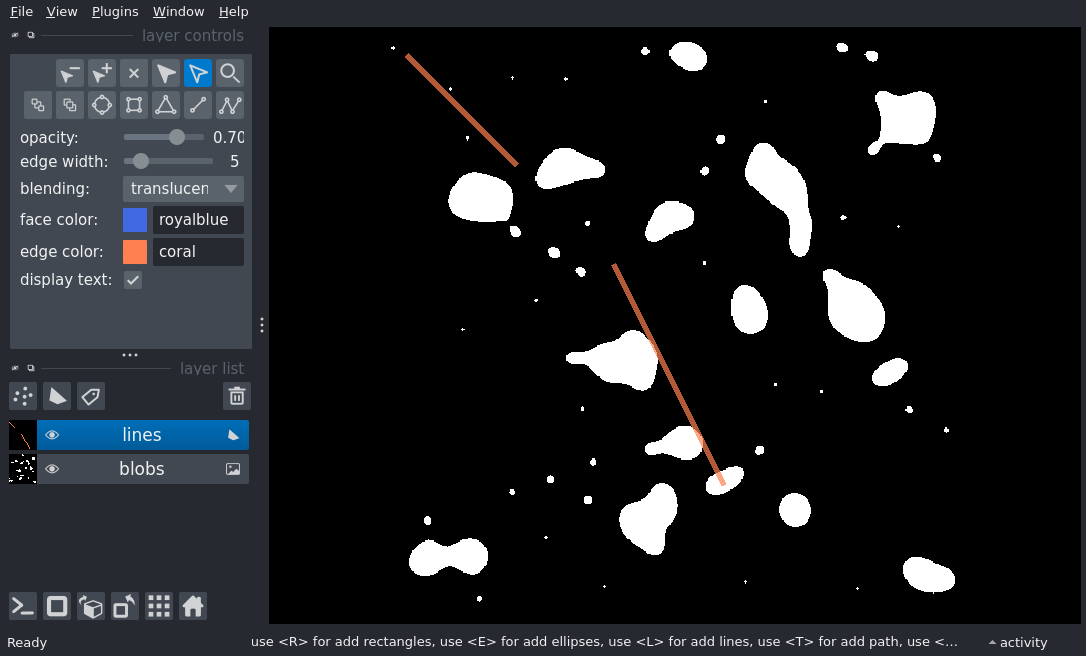 File View Plugins Window Help
layer controls
opacity: 0.70
edge width: 5
blending: translucen
face color: royalblue
edge color: coral
display text:
layer list
lines
blobs
Ready use <R> for add rectangles, use <E> for add ellipses, use <L> for add lines, use <T> for add path, use <... activity